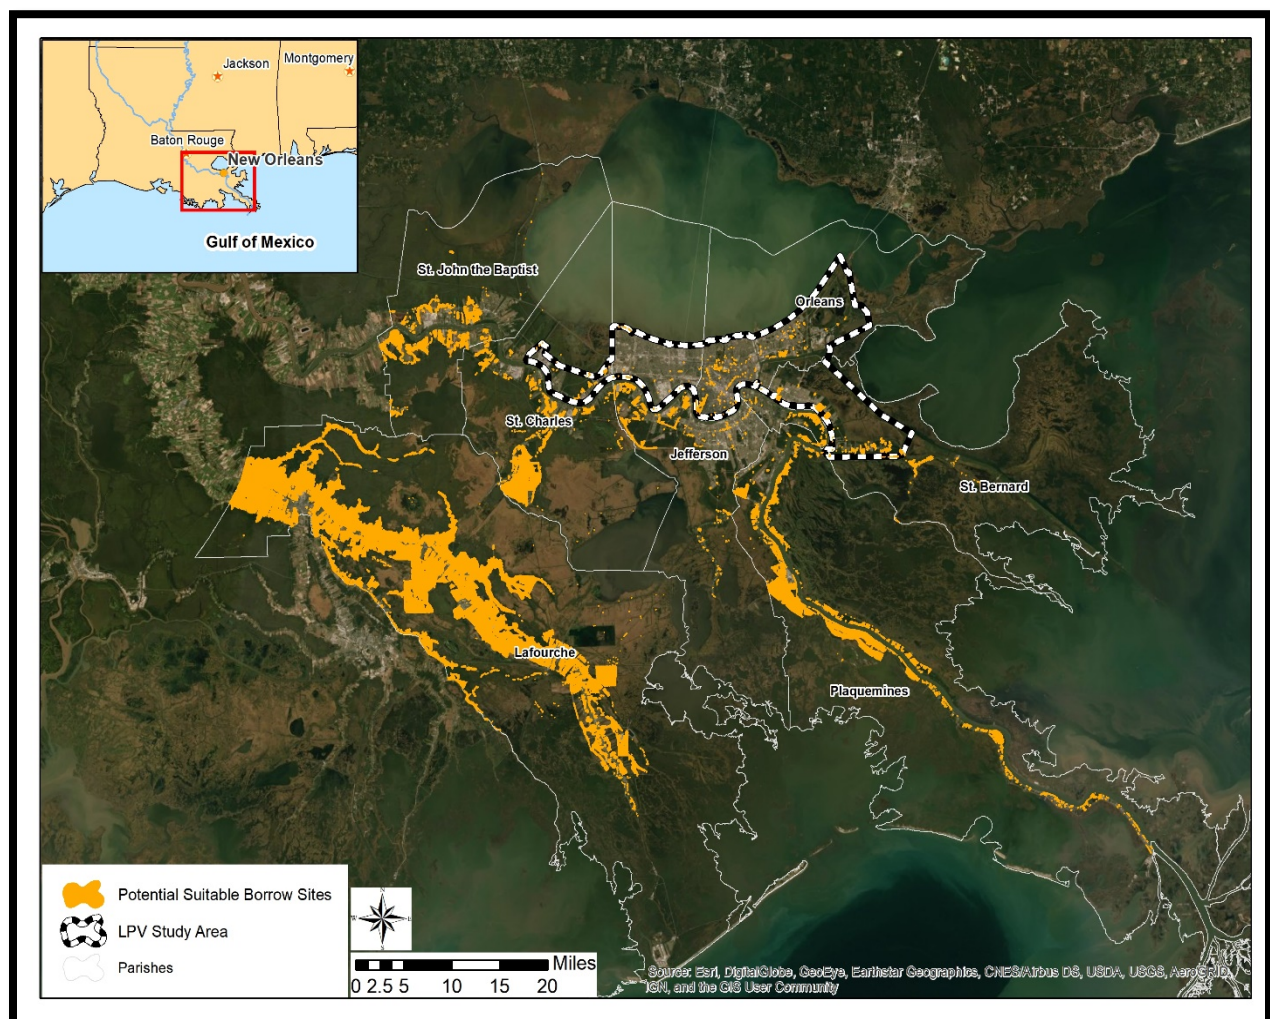 Jackson
Montgomery
Baton Rouge
New Orleans
Gulf of Mexico
St. John the Baptist
Orleans
St. Charles
Jefferson
St. Bernard
Lafourche
Plaquemines
Potential Suitable Borrow Sites
LPV Study Area
Parishes
N
W
E
S
Miles
0 2.5 5 10 15 20
Source: Esri, DigitalGlobe, GeoEye, Earthstar Geographics, CNES/Airbus DS, USDA, USGS, AeroGRID,
IGN, and the GIS User Community